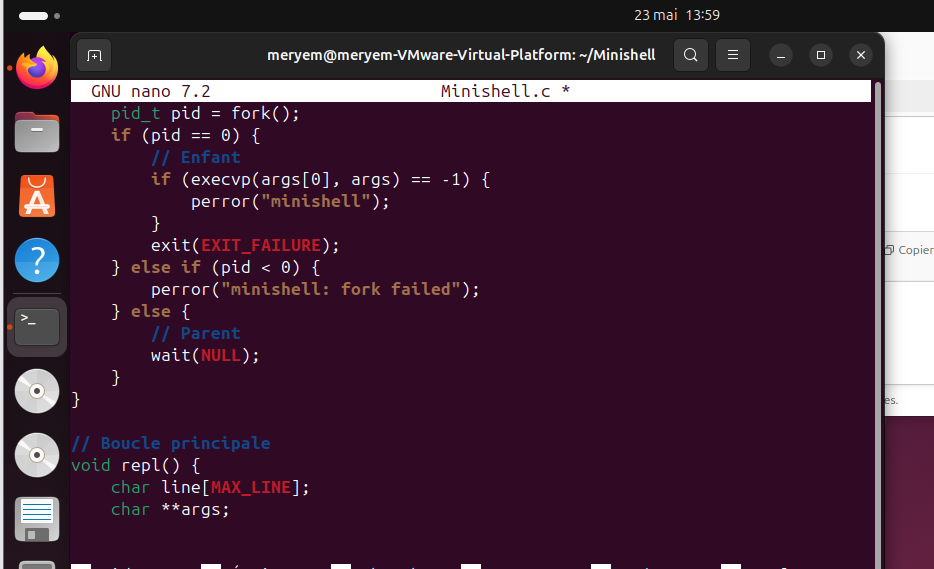 23 mai 13:59
meryem@meryem-VMware-Virtual-Platform: ~/Minishell
GNU nano 7.2 Minishell.c *
pid_t pid = fork();
if (pid == 0) {
// Enfant
if (execvp(args[0], args) == -1) {
perror("minishell");
}
exit(EXIT_FAILURE);
} else if (pid < 0) {
perror("minishell: fork failed");
} else {
// Parent
wait(NULL);
}
}
// Boucle principale
void repl() {
char line[MAX_LINE];
char **args;
Copier
es.